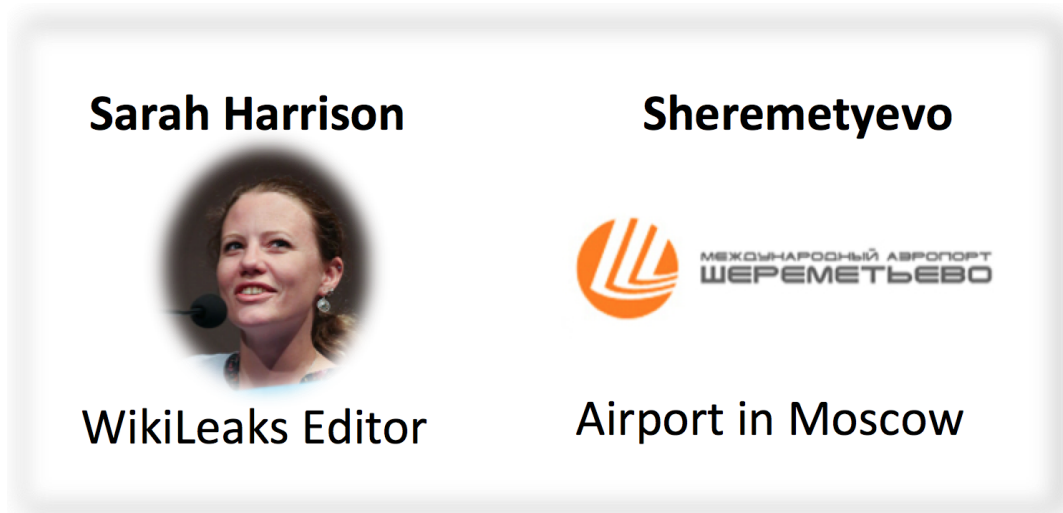 Sarah Harrison
Sheremetyevo
МЕЖДУНАРОДНЫЙ АЭРОПОРТ
ШЕРЕМЕТЬЕВО
WikiLeaks Editor
Airport in Moscow